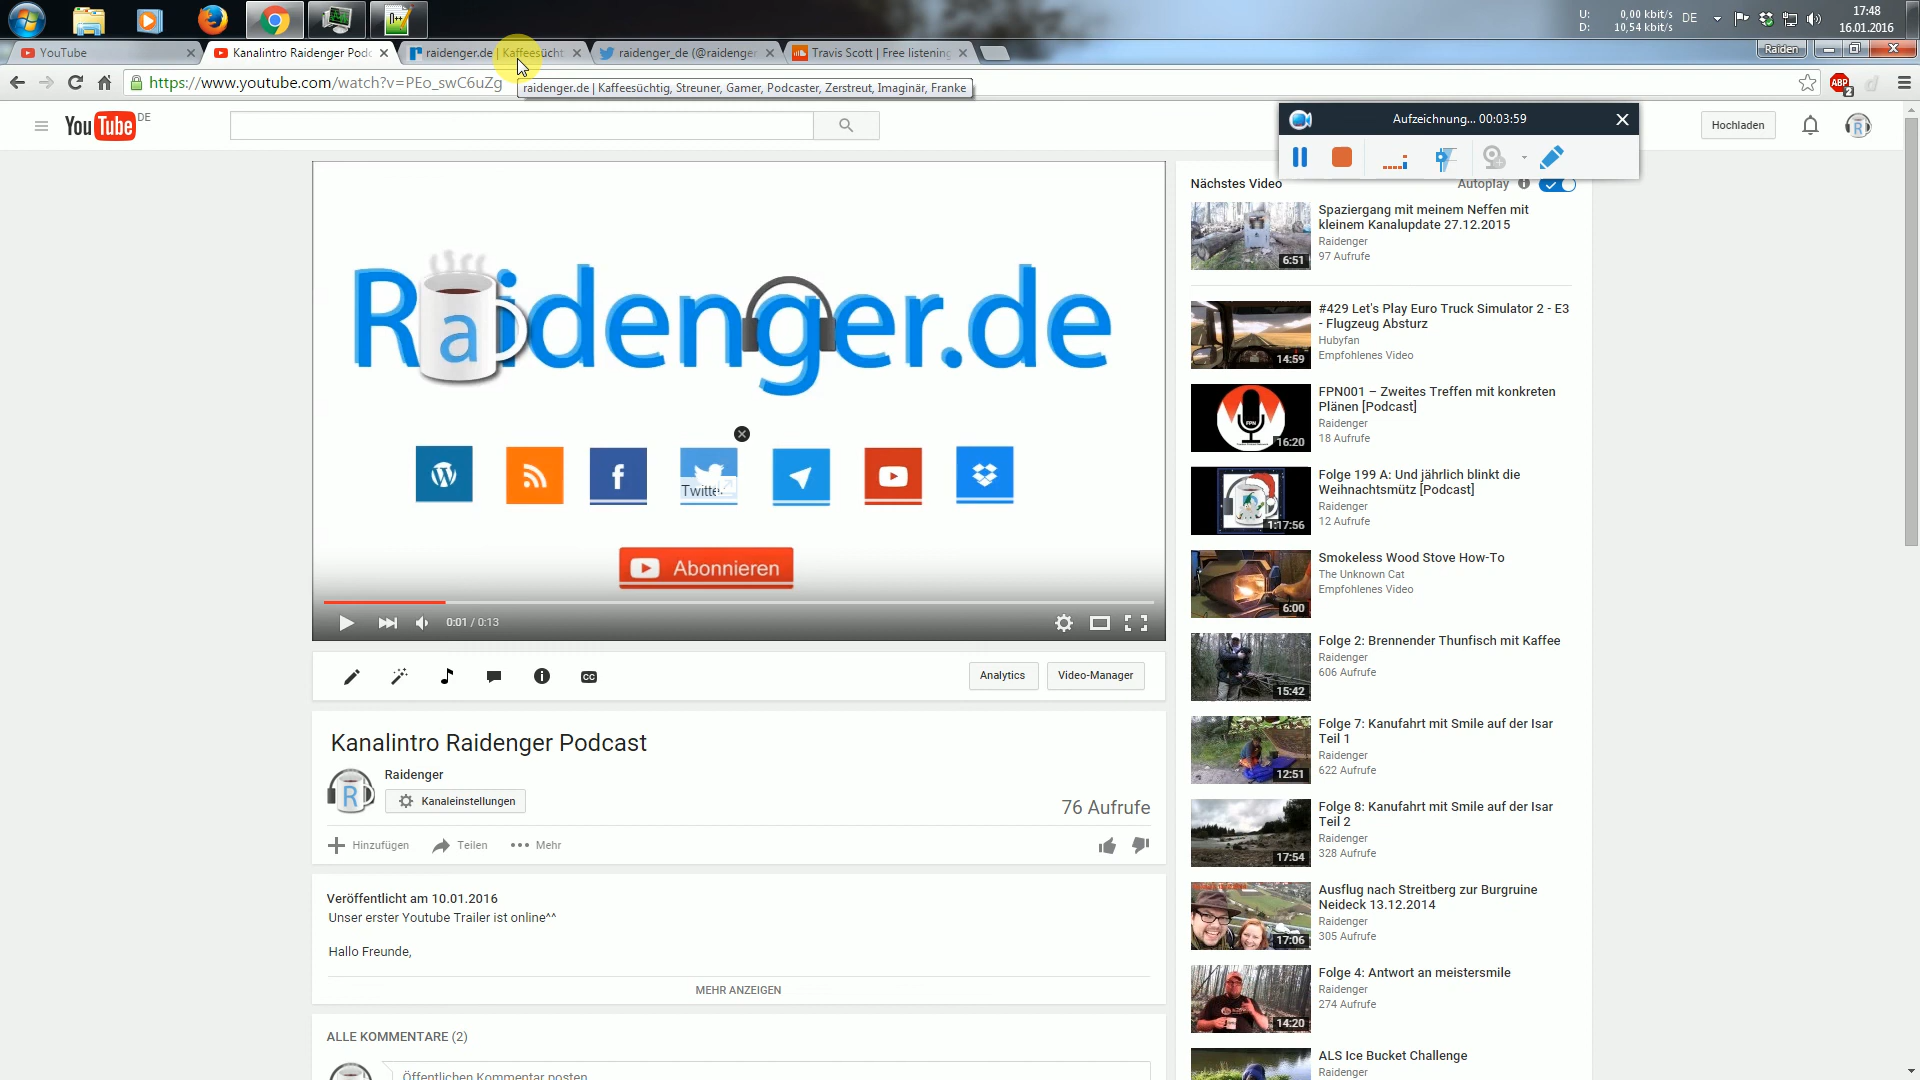 U: 0,00 kbit/s
D: 10,54 kbit/s
DE
17:48
16.01.2016
YouTube
Kanalintro Raidenger Podc
raidenger.de | Kaffeesücht
raidenger_de (@raidenger
Travis Scott | Free listening
Raiden
https://www.youtube.com/watch?v=PEo_swC6uZg
raidenger.de | Kaffeesüchtig, Streuner, Gamer, Podcaster, Zerstreut, Imaginär, Franke
ABP
2
YouTube DE
Aufzeichnung... 00:03:59
Hochladen
R
Raidenger.de
Twitte
Abonnieren
0:01 / 0:13
CC
Analytics
Video-Manager
Kanalintro Raidenger Podcast
R
Raidenger
Kanaleinstellungen
76 Aufrufe
Hinzufügen
Teilen
Mehr
Veröffentlicht am 10.01.2016
Unser erster Youtube Trailer ist online^^
Hallo Freunde,
MEHR ANZEIGEN
ALLE KOMMENTARE (2)
Öffentlichen Kommentar posten
Nächstes Video
Autoplay
Spaziergang mit meinem Neffen mit
kleinem Kanalupdate 27.12.2015
Raidenger
97 Aufrufe
6:51
#429 Let's Play Euro Truck Simulator 2 - E3
- Flugzeug Absturz
Hubyfan
Empfohlenes Video
14:59
FPN001 – Zweites Treffen mit konkreten
Plänen [Podcast]
Raidenger
18 Aufrufe
FPN
16:20
Folge 199 A: Und jährlich blinkt die
Weihnachtsmütz [Podcast]
Raidenger
12 Aufrufe
1:17:56
Smokeless Wood Stove How-To
The Unknown Cat
Empfohlenes Video
6:00
Folge 2: Brennender Thunfisch mit Kaffee
Raidenger
606 Aufrufe
15:42
Folge 7: Kanufahrt mit Smile auf der Isar
Teil 1
Raidenger
622 Aufrufe
12:51
Folge 8: Kanufahrt mit Smile auf der Isar
Teil 2
Raidenger
328 Aufrufe
17:54
Ausflug nach Streitberg zur Burgruine
Neideck 13.12.2014
Raidenger
305 Aufrufe
17:06
Folge 4: Antwort an meistersmile
Raidenger
274 Aufrufe
14:20
ALS Ice Bucket Challenge
Raidenger